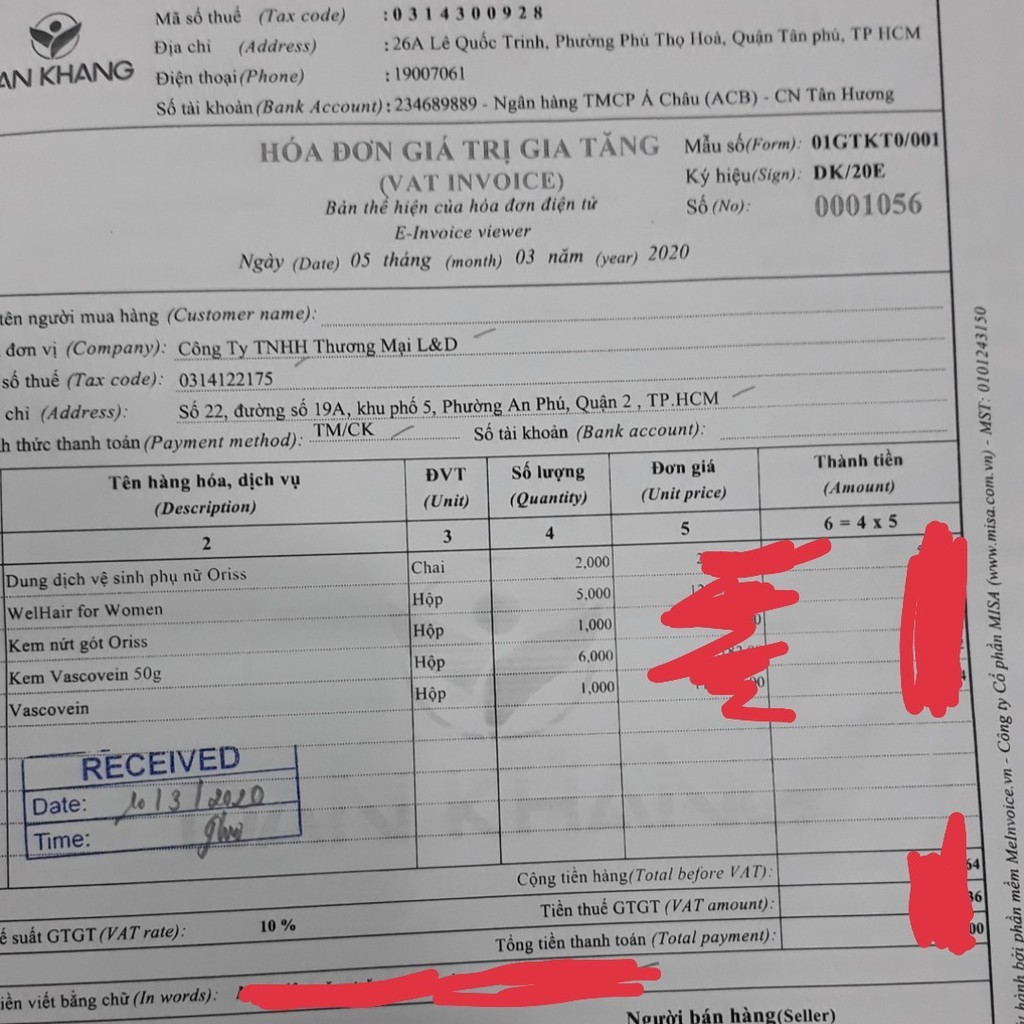 AN KHANG
Mã số thuế (Tax code) : 0 3 1 4 3 0 0 9 2 8
Địa chỉ (Address) : 26A Lê Quốc Trinh, Phường Phú Thọ Hoà, Quận Tân phú, TP HCM
Điện thoại (Phone) : 19007061
Số tài khoản (Bank Account) : 234689889 - Ngân hàng TMCP Á Châu (ACB) - CN Tân Hương
HÓA ĐƠN GIÁ TRỊ GIA TĂNG
(VAT INVOICE)
Bản thể hiện của hóa đơn điện tử
E-Invoice viewer
Ngày (Date) 05 tháng (month) 03 năm (year) 2020
Mẫu số (Form): 01GTKT0/001
Ký hiệu (Sign): DK/20E
Số (No): 0001056
tên người mua hàng (Customer name):
đơn vị (Company): Công Ty TNHH Thương Mại L&D
số thuế (Tax code): 0314122175
chỉ (Address): Số 22, đường số 19A, khu phố 5, Phường An Phú, Quận 2 , TP.HCM
h thức thanh toán (Payment method): TM/CK Số tài khoản (Bank account):
Tên hàng hóa, dịch vụ (Description) ĐVT (Unit) Số lượng (Quantity) Đơn giá (Unit price) Thành tiền (Amount)
2 3 4 5 6 = 4 x 5
Dung dịch vệ sinh phụ nữ Oriss Chai 2,000
WelHair for Women Hộp 5,000
Kem nứt gót Oriss Hộp 1,000
Kem Vascovein 50g Hộp 6,000
Vascovein Hộp 1,000
RECEIVED
Date: 10/3/2020
Time:
Cộng tiền hàng (Total before VAT): 64
Tiền thuế GTGT (VAT amount): 36
ế suất GTGT (VAT rate): 10 %
Tổng tiền thanh toán (Total payment): 00
iền viết bằng chữ (In words):
Người bán hàng (Seller)
t hành bởi phần mềm MeInvoice.vn - Công ty Cổ phần MISA (www.misa.com.vn) - MST: 0101243150